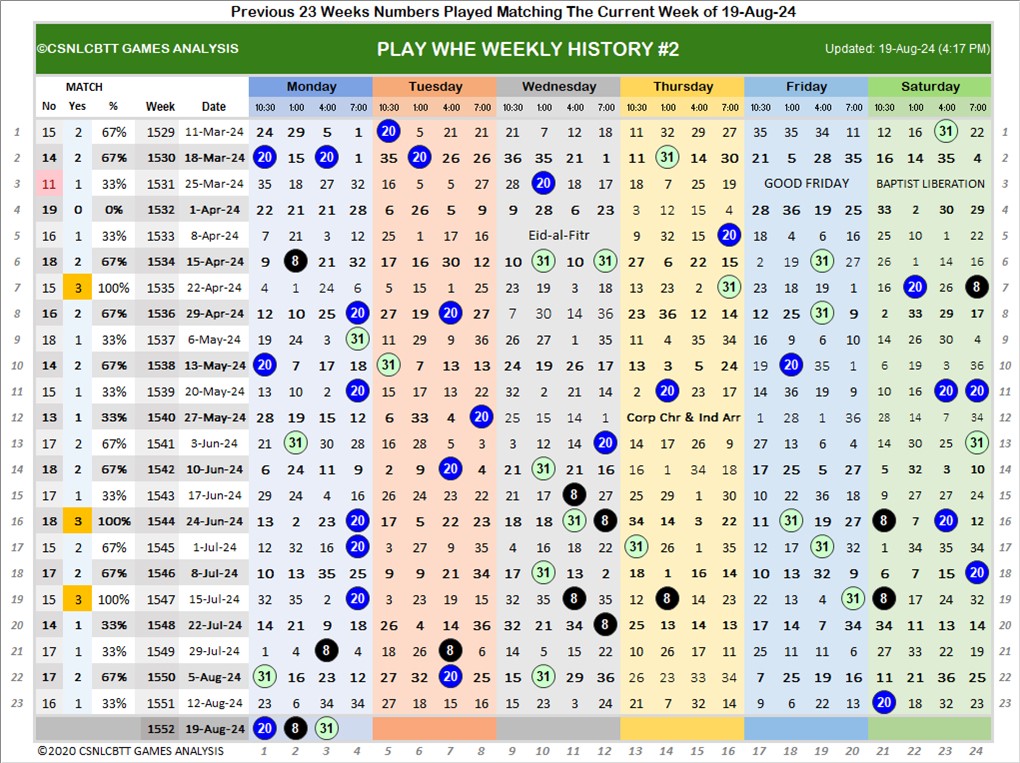 Previous 23 Weeks Numbers Played Matching The Current Week of 19-Aug-24
©CSNLCBTT GAMES ANALYSIS PLAY WHE WEEKLY HISTORY #2 Updated: 19-Aug-24 (4:17 PM)
MATCH Monday Tuesday Wednesday Thursday Friday Saturday
No Yes % Week Date 10:30 1:00 4:00 7:00 10:30 1:00 4:00 7:00 10:30 1:00 4:00 7:00 10:30 1:00 4:00 7:00 10:30 1:00 4:00 7:00 10:30 1:00 4:00 7:00
1 15 2 67% 1529 11-Mar-24 24 29 5 1 20 5 21 21 21 7 12 18 11 32 29 27 35 35 34 11 12 16 31 22 1
2 14 2 67% 1530 18-Mar-24 20 15 20 1 35 20 26 26 36 35 21 1 11 31 14 30 21 5 28 35 16 14 35 4 2
3 11 1 33% 1531 25-Mar-24 35 18 27 32 16 5 5 27 28 20 18 17 18 7 25 19 GOOD FRIDAY BAPTIST LIBERATION 3
4 19 0 0% 1532 1-Apr-24 22 21 21 28 6 26 5 9 9 28 6 23 3 12 15 4 28 36 19 25 33 2 30 29 4
5 16 1 33% 1533 8-Apr-24 7 21 3 12 25 1 17 16 Eid-al-Fitr 9 32 15 20 18 4 6 16 25 10 1 22 5
6 18 2 67% 1534 15-Apr-24 9 8 21 32 17 16 30 12 10 31 10 31 27 6 22 15 2 19 31 27 26 1 14 16 6
7 15 3 100% 1535 22-Apr-24 4 1 24 6 5 15 1 25 23 19 3 18 13 23 2 31 23 18 19 1 16 20 26 8 7
8 16 2 67% 1536 29-Apr-24 12 10 25 20 27 19 20 27 7 30 14 36 23 36 12 14 12 25 31 9 2 33 29 17 8
9 18 1 33% 1537 6-May-24 19 24 3 31 11 29 9 36 26 27 1 35 11 4 35 34 16 9 6 10 14 26 30 4 9
10 14 2 67% 1538 13-May-24 20 7 17 18 31 7 13 13 24 19 26 17 13 3 5 24 19 20 35 1 6 19 3 36 10
11 15 1 33% 1539 20-May-24 13 10 2 20 15 17 13 22 32 2 21 14 2 20 23 17 14 36 19 9 10 16 20 20 11
12 13 1 33% 1540 27-May-24 28 19 15 12 6 33 4 20 25 15 14 1 Corp Chr & Ind Arr 1 28 1 36 28 14 7 34 12
13 17 2 67% 1541 3-Jun-24 21 31 30 28 16 28 5 3 3 12 14 20 14 17 26 9 27 13 6 4 14 30 25 31 13
14 18 2 67% 1542 10-Jun-24 6 24 11 9 2 9 20 4 21 31 21 16 16 1 34 18 17 25 5 27 5 32 3 10 14
15 17 1 33% 1543 17-Jun-24 29 24 4 16 26 24 23 22 21 17 8 27 25 29 1 30 10 22 36 18 9 27 27 24 15
16 18 3 100% 1544 24-Jun-24 13 2 23 20 17 5 22 23 18 18 31 8 34 14 3 22 11 31 19 27 8 7 20 12 16
17 15 2 67% 1545 1-Jul-24 12 32 16 20 3 27 9 35 4 16 18 22 31 26 1 35 12 17 31 32 1 34 35 34 17
18 17 2 67% 1546 8-Jul-24 10 13 35 25 9 9 21 34 17 31 13 2 18 1 16 14 10 13 32 9 6 7 15 20 18
19 15 3 100% 1547 15-Jul-24 32 35 2 20 3 23 19 15 32 35 8 35 12 8 14 23 22 13 4 31 8 17 24 32 19
20 14 1 33% 1548 22-Jul-24 14 21 9 18 26 4 14 36 32 21 34 8 25 13 14 13 17 14 7 34 34 11 13 14 20
21 17 1 33% 1549 29-Jul-24 1 4 8 4 18 26 8 6 14 5 15 22 10 26 17 11 25 11 11 6 27 33 22 19 21
22 17 2 67% 1550 5-Aug-24 31 16 23 12 27 32 20 25 15 31 29 36 26 23 33 34 7 25 19 16 11 21 36 25 22
23 16 1 33% 1551 12-Aug-24 23 6 34 34 27 18 15 16 15 23 3 24 21 7 32 14 9 6 22 13 20 18 32 23 23
1552 19-Aug-24 20 8 31
©2020 CSNLCBTT GAMES ANALYSIS 1 2 3 4 5 6 7 8 9 10 11 12 13 14 15 16 17 18 19 20 21 22 23 24